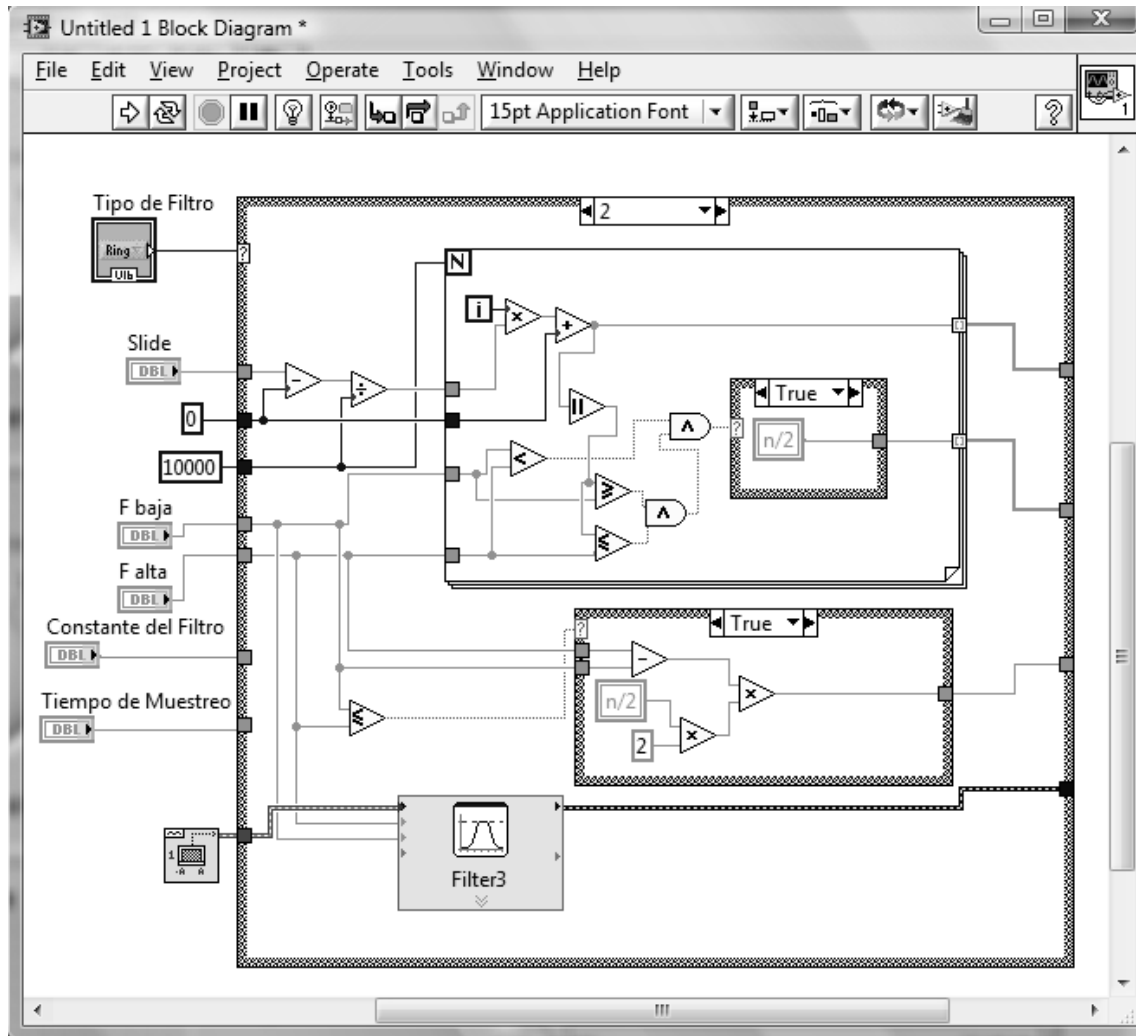 Untitled 1 Block Diagram *
File Edit View Project Operate Tools Window Help
15pt Application Font
1
Tipo de Filtro
Ring
2
N
i
Slide
DBL
0
True
n/2
10000
F baja
DBL
F alta
DBL
Constante del Filtro
DBL
True
Tiempo de Muestreo
DBL
n/2
2
Filter3